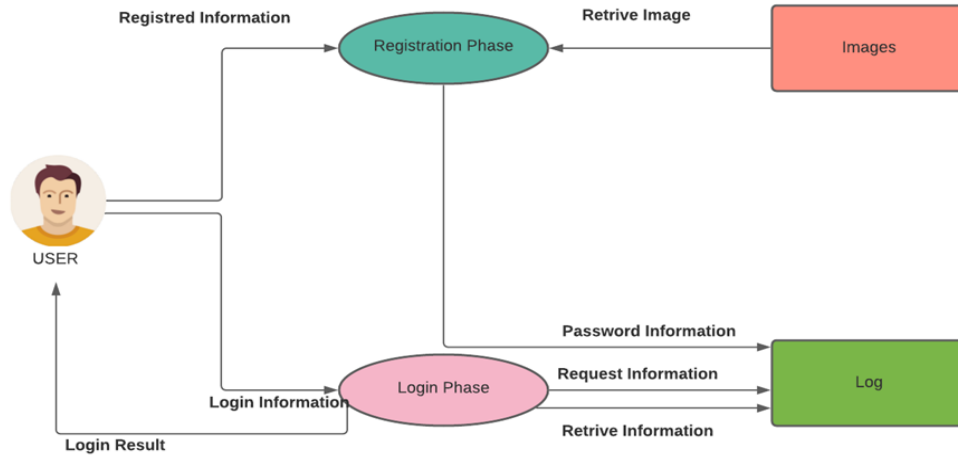 Registred Information
Retrive Image
Registration Phase
Images
USER
Password Information
Request Information
Login Phase
Log
Login Information
Retrive Information
Login Result